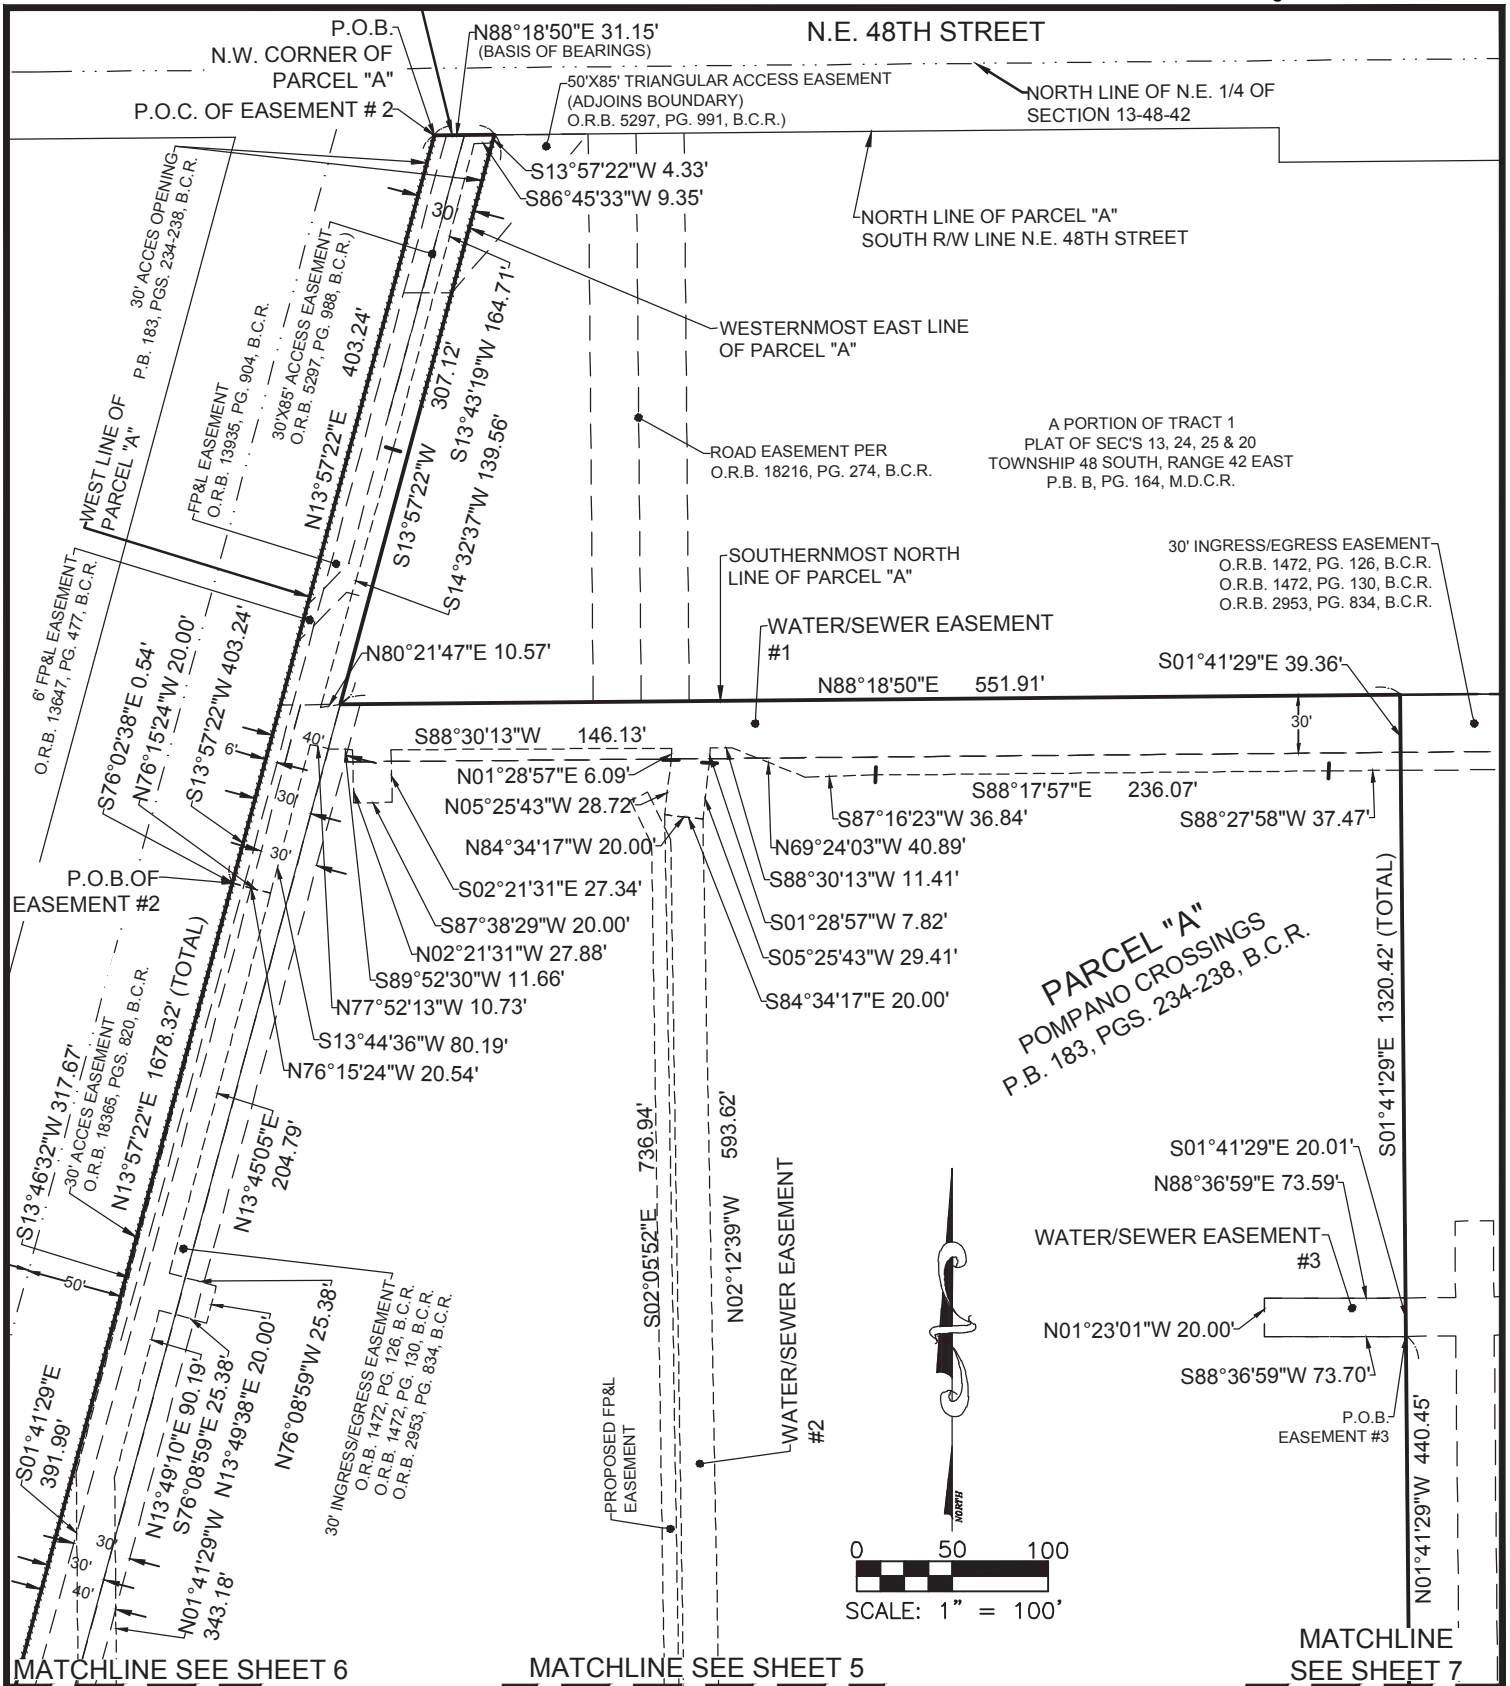 P.O.B.
N.W. CORNER OF
PARCEL "A"
P.O.C. OF EASEMENT # 2
N88°18'50"E 31.15'
(BASIS OF BEARINGS)
N.E. 48TH STREET
50'X85' TRIANGULAR ACCESS EASEMENT
(ADJOINS BOUNDARY)
O.R.B. 5297, PG. 991, B.C.R.)
NORTH LINE OF N.E. 1/4 OF
SECTION 13-48-42
S13°57'22"W 4.33'
S86°45'33"W 9.35'
NORTH LINE OF PARCEL "A"
SOUTH R/W LINE N.E. 48TH STREET
30' ACCES OPENING
P.B. 183, PGS. 234-238, B.C.R.
30'
30'X85' ACCESS EASEMENT
O.R.B. 5297, PG. 988, B.C.R.)
FP&L EASEMENT
O.R.B. 13935, PG. 904, B.C.R.
WEST LINE OF
PARCEL "A"
N13°57'22"E 403.24'
S13°57'22"W 307.12'
S13°43'19"W 164.71'
S14°32'37"W 139.56'
WESTERNMOST EAST LINE
OF PARCEL "A"
ROAD EASEMENT PER
O.R.B. 18216, PG. 274, B.C.R.
A PORTION OF TRACT 1
PLAT OF SEC'S 13, 24, 25 & 20
TOWNSHIP 48 SOUTH, RANGE 42 EAST
P.B. B, PG. 164, M.D.C.R.
SOUTHERNMOST NORTH
LINE OF PARCEL "A"
30' INGRESS/EGRESS EASEMENT
O.R.B. 1472, PG. 126, B.C.R.
O.R.B. 1472, PG. 130, B.C.R.
O.R.B. 2953, PG. 834, B.C.R.
6' FP&L EASEMENT
O.R.B. 13647, PG. 477, B.C.R.
S76°02'38"E 0.54'
N76°15'24"W 20.00'
S13°57'22"W 403.24'
N80°21'47"E 10.57'
WATER/SEWER EASEMENT
#1
S01°41'29"E 39.36'
N88°18'50"E 551.91'
30'
6'
40'
30'
30'
S88°30'13"W 146.13'
N01°28'57"E 6.09'
N05°25'43"W 28.72'
N84°34'17"W 20.00'
S02°21'31"E 27.34'
S87°38'29"W 20.00'
N02°21'31"W 27.88'
S89°52'30"W 11.66'
N77°52'13"W 10.73'
S13°44'36"W 80.19'
N76°15'24"W 20.54'
S88°17'57"E 236.07'
S87°16'23"W 36.84'
S88°27'58"W 37.47'
N69°24'03"W 40.89'
S88°30'13"W 11.41'
S01°28'57"W 7.82'
S05°25'43"W 29.41'
S84°34'17"E 20.00'
P.O.B.OF
EASEMENT #2
PARCEL "A"
POMPANO CROSSINGS
P.B. 183, PGS. 234-238, B.C.R.
S01°41'29"E 1320.42' (TOTAL)
S13°46'32"W 317.67'
30' ACCES EASEMENT
O.R.B. 18365, PGS. 820, B.C.R.
N13°57'22"E 1678.32' (TOTAL)
N13°45'05"E
204.79'
50'
S02°05'52"E 736.94'
N02°12'39"W 593.62'
WATER/SEWER EASEMENT
#2
S01°41'29"E 20.01'
N88°36'59"E 73.59'
WATER/SEWER EASEMENT
#3
N01°23'01"W 20.00'
S88°36'59"W 73.70'
P.O.B.
EASEMENT #3
N01°41'29"W 440.45'
S01°41'29"E
391.99'
N13°49'10"E 90.19'
S76°08'59"E 25.38'
N13°49'38"E 20.00'
N76°08'59"W 25.38'
N01°41'29"W
343.18'
30' INGRESS/EGRESS EASEMENT
O.R.B. 1472, PG. 126, B.C.R.
O.R.B. 1472, PG. 130, B.C.R.
O.R.B. 2953, PG. 834, B.C.R.
30'
30'
40'
PROPOSED FP&L
EASEMENT
NORTH
0 50 100
SCALE: 1" = 100'
MATCHLINE SEE SHEET 6
MATCHLINE SEE SHEET 5
MATCHLINE
SEE SHEET 7